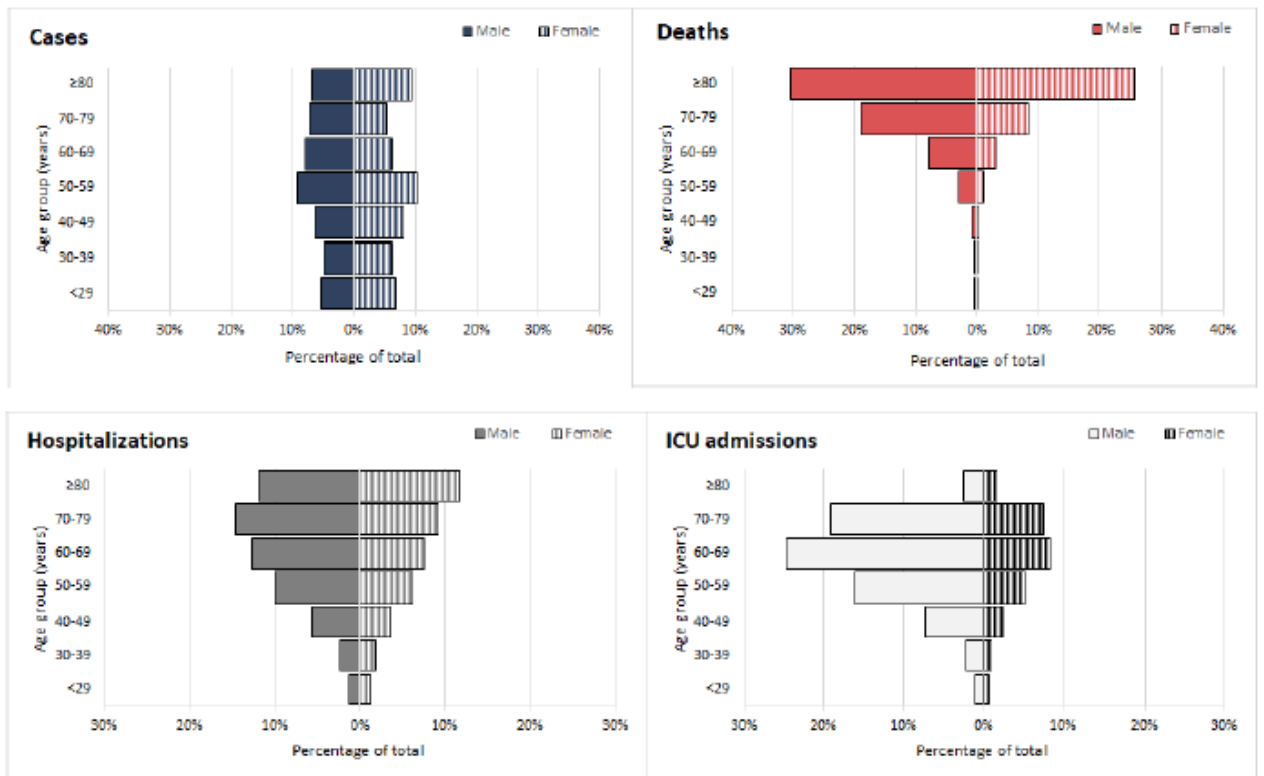 Cases
Male Female
Age group (years)
≥80
70-79
60-69
50-59
40-49
30-39
<29
40% 30% 20% 10% 0% 10% 20% 30% 40%
Percentage of total
Deaths
Male Female
Age group (years)
≥80
70-79
60-69
50-59
40-49
30-39
<29
40% 30% 20% 10% 0% 10% 20% 30% 40%
Percentage of total
Hospitalizations
Male Female
Age group (years)
≥80
70-79
60-69
50-59
40-49
30-39
<29
30% 20% 10% 0% 10% 20% 30%
Percentage of total
ICU admissions
Male Female
Age group (years)
≥80
70-79
60-69
50-59
40-49
30-39
<29
30% 20% 10% 0% 10% 20% 30%
Percentage of total